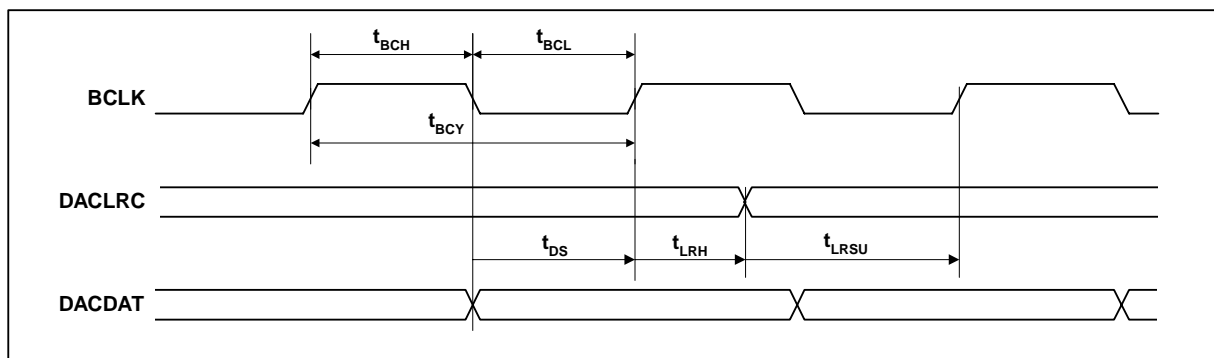 tBCH
tBCL
BCLK
tBCY
DACLRC
tDS
tLRH
tLRSU
DACDAT